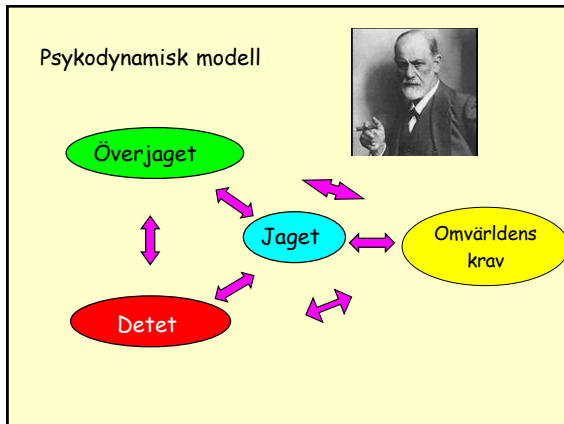 Psykodynamisk modell
Överjaget
Jaget
Omvärldens
krav
Detet